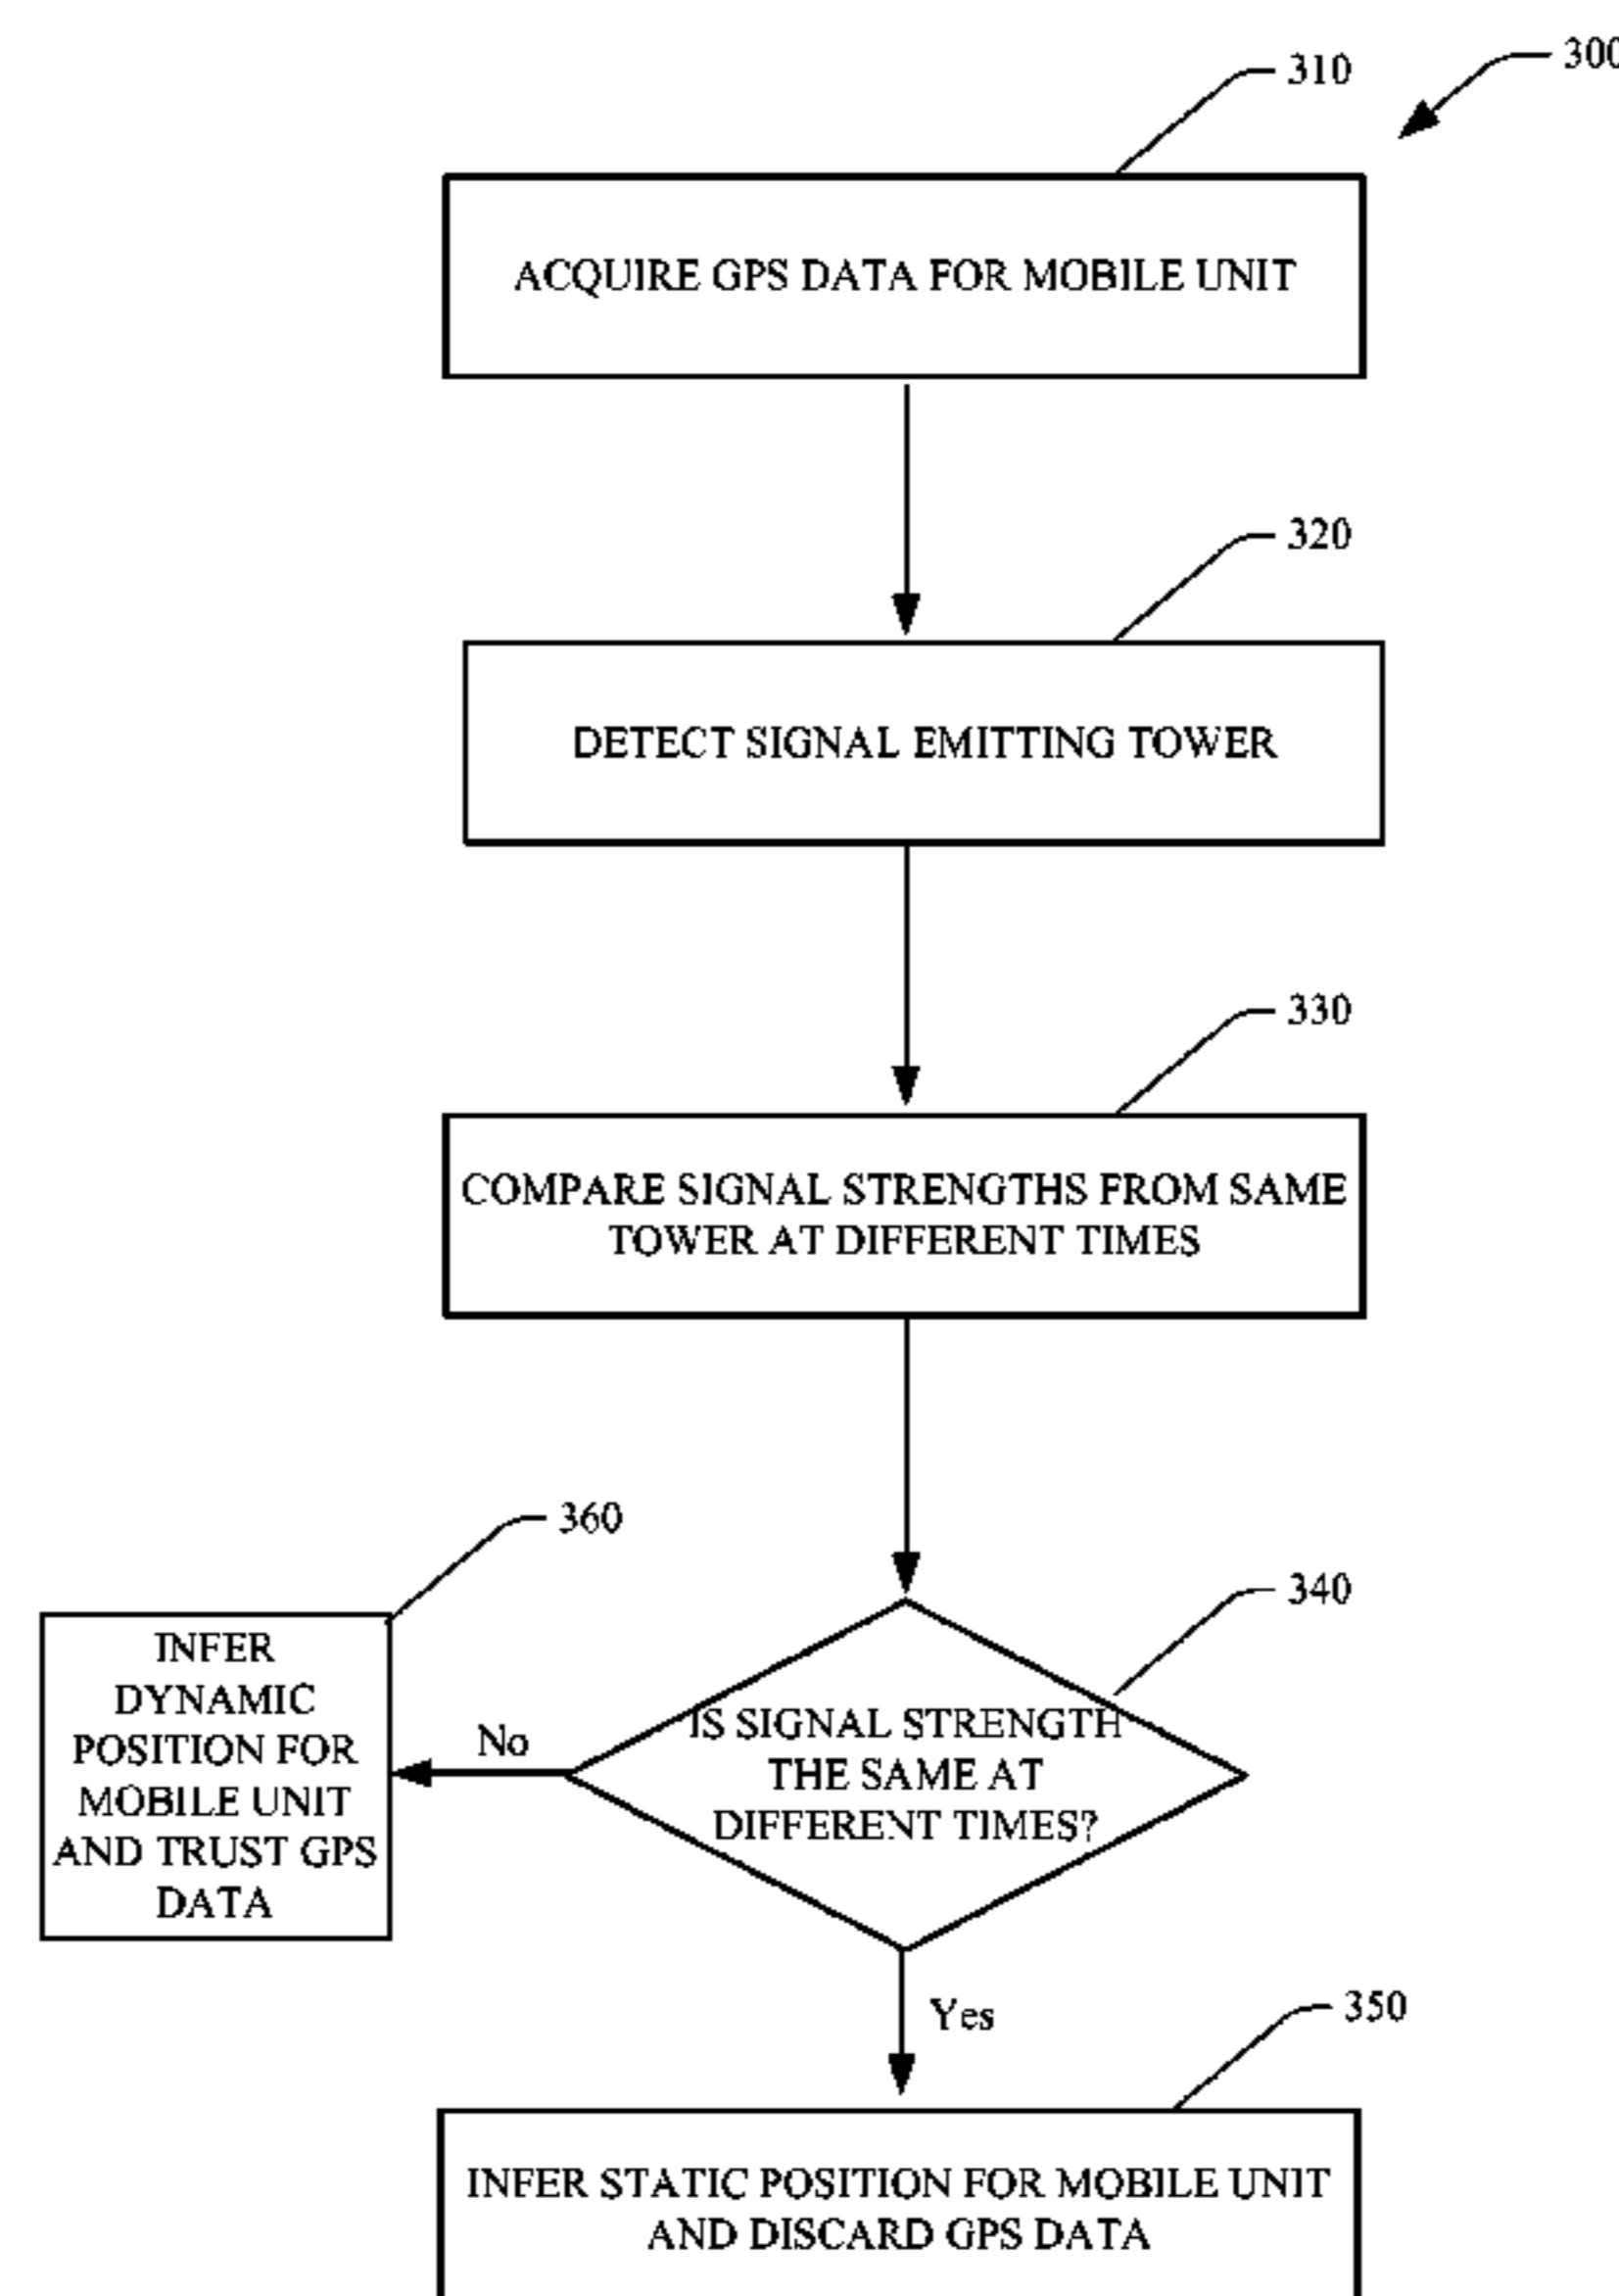 310
300
ACQUIRE GPS DATA FOR MOBILE UNIT
320
DETECT SIGNAL EMITTING TOWER
330
COMPARE SIGNAL STRENGTHS FROM SAME
TOWER AT DIFFERENT TIMES
360
340
INFER
DYNAMIC
POSITION FOR
MOBILE UNIT
AND TRUST GPS
DATA
No
IS SIGNAL STRENGTH
THE SAME AT
DIFFERENT TIMES?
Yes
350
INFER STATIC POSITION FOR MOBILE UNIT
AND DISCARD GPS DATA